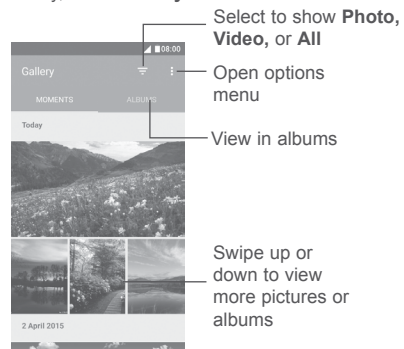 Select to show Photo,
Video, or All
08:00
Gallery
Open options
menu
MOMENTS ALBUMS
View in albums
Today
Swipe up or
down to view
more pictures or
albums
2 April 2015